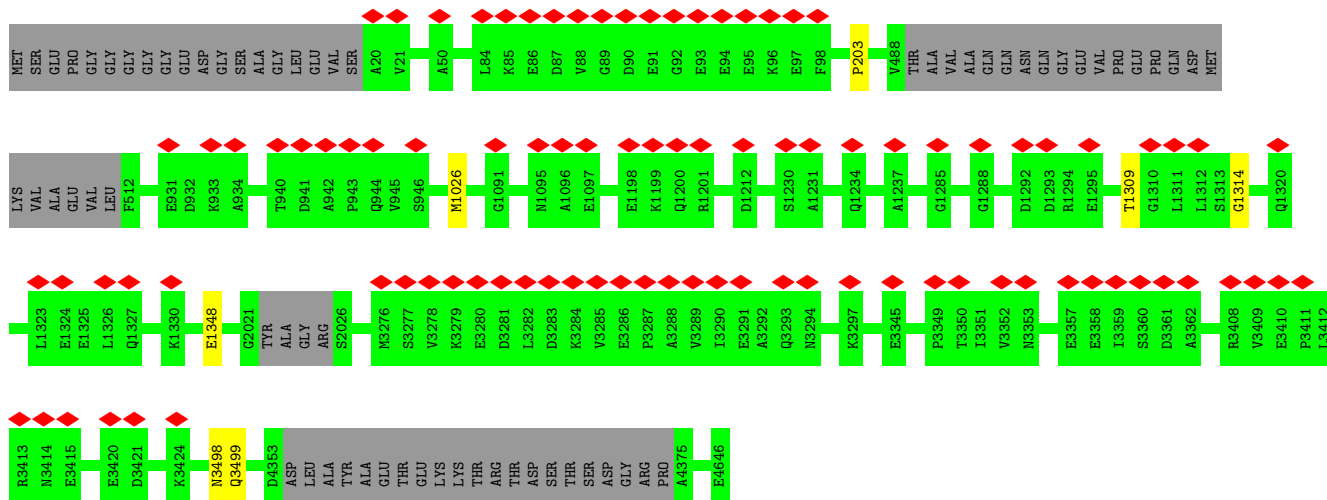 MET SER GLU PRO GLY GLY GLY GLY GLY GLU ASP GLY SER ALA GLY LEU GLU VAL SER A20 V21 A50 L84 K85 E86 D87 V88 G89 D90 E91 G92 E93 E94 E95 K96 E97 F98 P203 V488 THR ALA VAL ALA GLN GLN ASN GLN GLY GLU VAL PRO GLU PRO GLN ASP MET
LYS VAL ALA GLU VAL LEU F512 E931 D932 K933 A934 T940 D941 A942 P943 Q944 V945 S946 M1026 G1091 N1095 A1096 E1097 E1198 K1199 Q1200 R1201 D1212 S1230 A1231 Q1234 A1237 G1285 G1288 D1292 D1293 R1294 E1295 T1309 G1310 L1311 L1312 S1313 G1314 Q1320
L1323 E1324 E1325 L1326 Q1327 K1330 E1348 G2021 TYR ALA GLY ARG S2026 M3276 S3277 V3278 K3279 E3280 D3281 L3282 D3283 K3284 V3285 E3286 P3287 A3288 V3289 I3290 E3291 A3292 Q3293 N3294 K3297 E3345 P3349 T3350 I3351 V3352 N3353 E3357 E3358 I3359 S3360 D3361 A3362 R3408 V3409 E3410 P3411 L3412
R3413 N3414 E3415 E3420 D3421 K3424 N3498 Q3499 D4353 ASP LEU ALA TYR ALA GLU THR GLU LYS LYS THR ARG THR ASP SER THR SER ASP GLY ARG PRO A4375 E4646